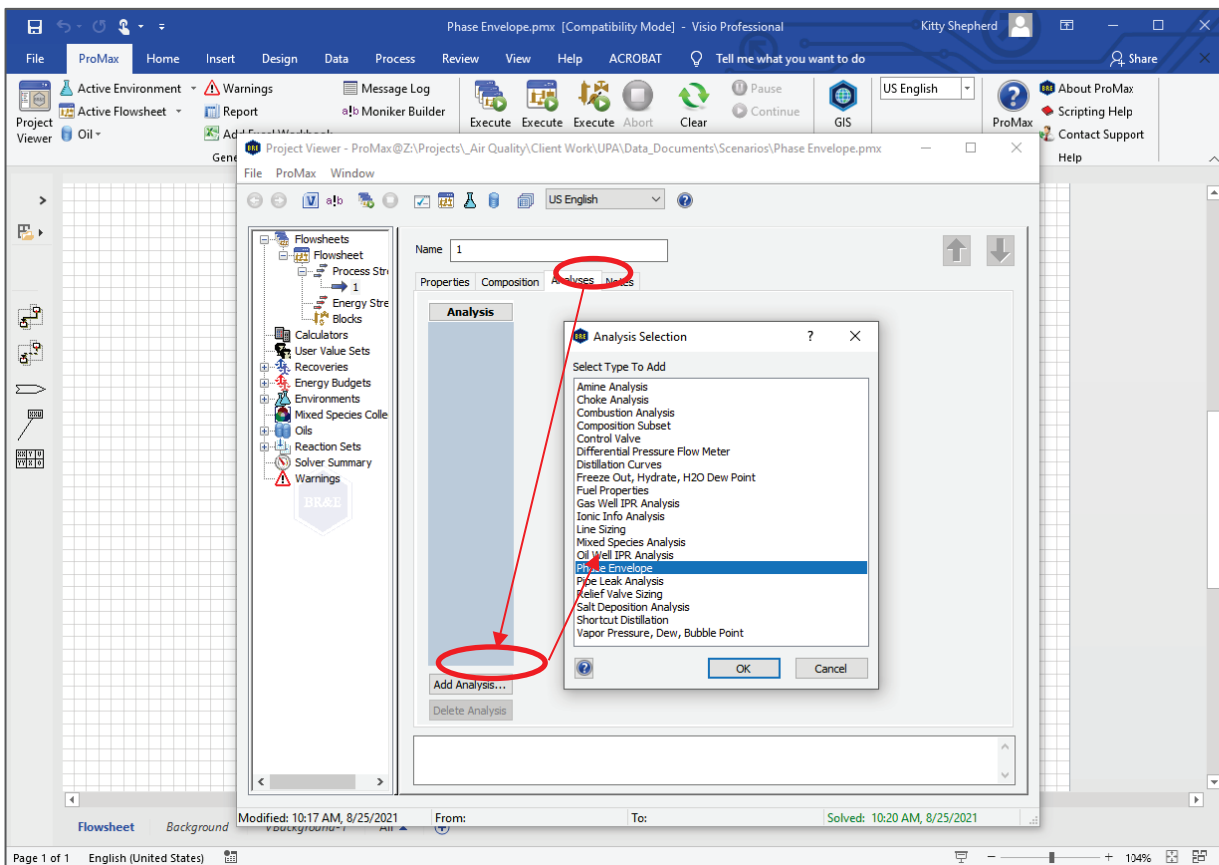 Phase Envelope.pmx [Compatibility Mode] - Visio Professional
Kitty Shepherd
File ProMax Home Insert Design Data Process Review View Help ACROBAT Tell me what you want to do Share
Active Environment Warnings Message Log Pause US English About ProMax
Active Flowsheet Report a!b Moniker Builder Continue Scripting Help
Project Viewer Oil Execute Execute Execute Abort Clear GIS ProMax Contact Support
Help
Project Viewer - ProMax@Z:\Projects\_Air Quality\Client Work\UPA\Data_Documents\Scenarios\Phase Envelope.pmx
File ProMax Window
V a!b US English
Flowsheets
Flowsheet
Process Stre
1
Energy Stre
Blocks
Calculators
User Value Sets
Recoveries
Energy Budgets
Environments
Mixed Species Colle
Oils
Reaction Sets
Solver Summary
Warnings
BR&E
Name 1
Properties Composition Analyses Notes
Analysis
Add Analysis...
Delete Analysis
BRE Analysis Selection ? ×
Select Type To Add
Amine Analysis
Choke Analysis
Combustion Analysis
Composition Subset
Control Valve
Differential Pressure Flow Meter
Distillation Curves
Freeze Out, Hydrate, H2O Dew Point
Fuel Properties
Gas Well IPR Analysis
Ionic Info Analysis
Line Sizing
Mixed Species Analysis
Oil Well IPR Analysis
Phase Envelope
Pipe Leak Analysis
Relief Valve Sizing
Salt Deposition Analysis
Shortcut Distillation
Vapor Pressure, Dew, Bubble Point
OK Cancel
Modified: 10:17 AM, 8/25/2021 From: To: Solved: 10:20 AM, 8/25/2021
Flowsheet Background VBackground-1 All
Page 1 of 1 English (United States) 104%